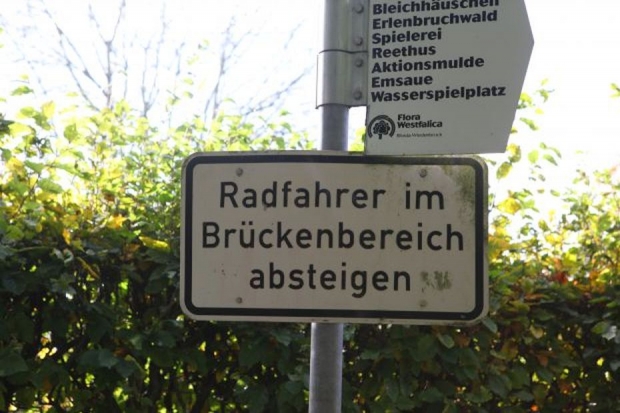 Bleichhäuschen
Erlenbruchwald
Spielerei
Reethus
Aktionsmulde
Emsaue
Wasserspielplatz
Flora
Westfalica
Radfahrer im
Brückenbereich
absteigen